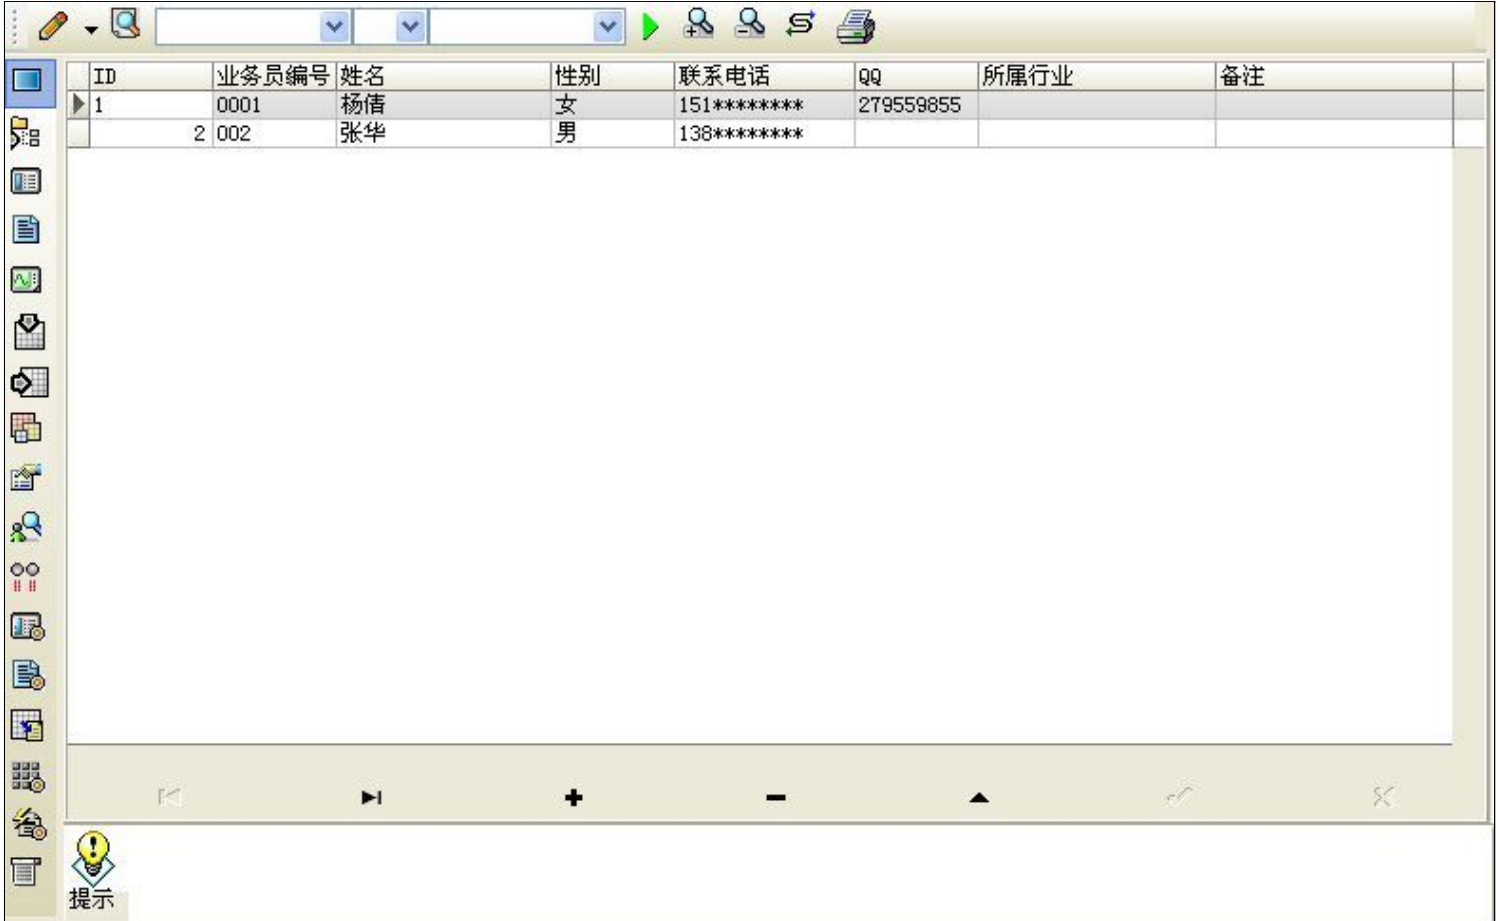 ID 业务员编号 姓名 性别 联系电话 QQ 所属行业 备注
1 0001 杨倩 女 151******** 279559855
2 002 张华 男 138********
提示